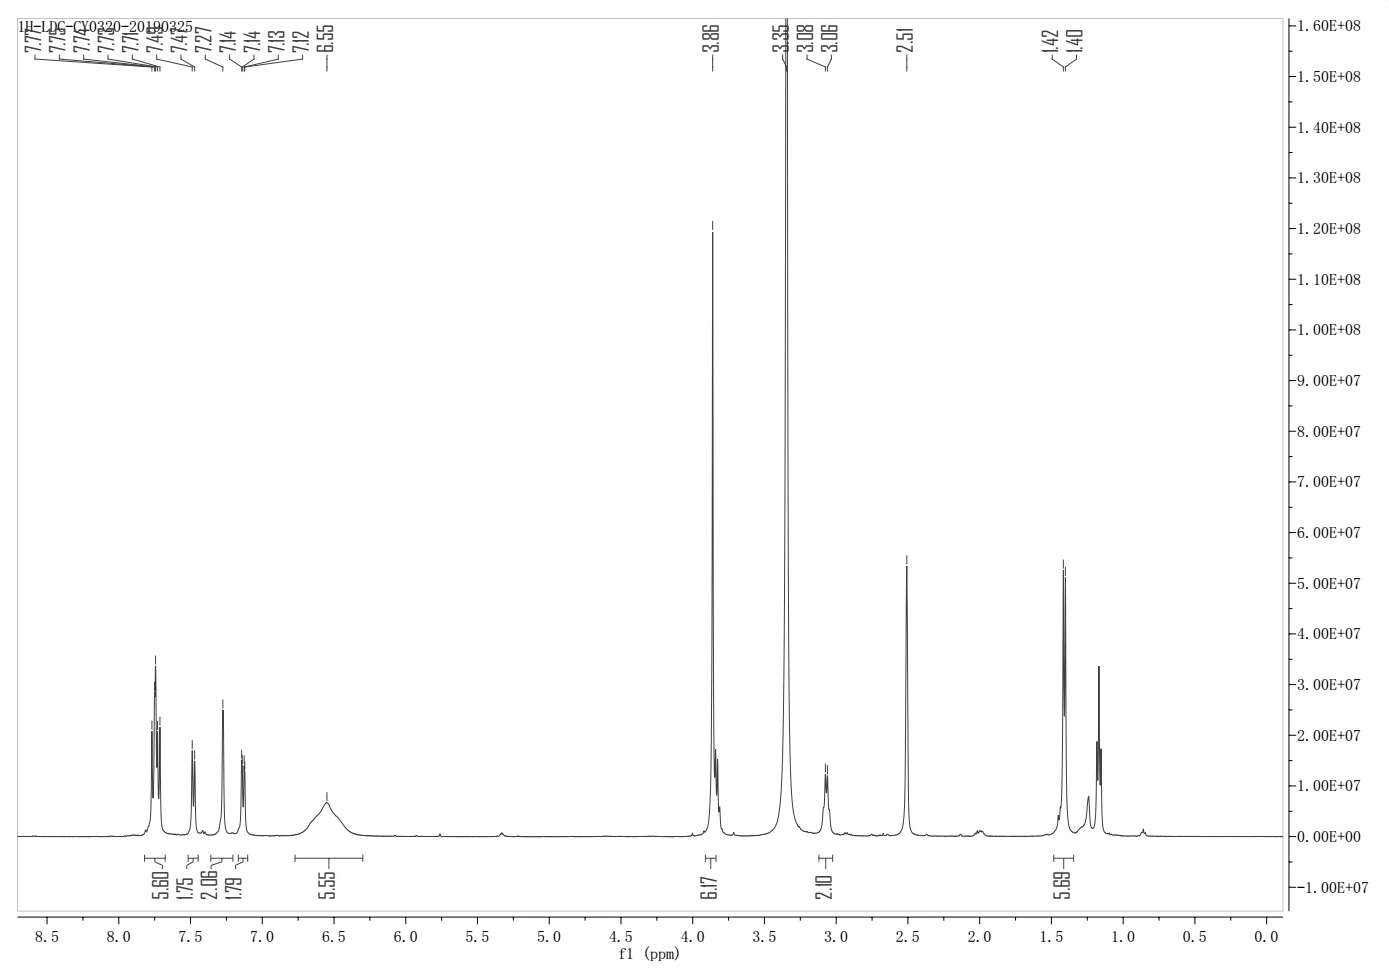 1H-LDC-CY0320-20190325
7.77
7.75
7.74
7.73
7.71
7.49
7.47
7.27
7.14
7.14
7.13
7.12
6.55
3.86
3.35
3.08
3.06
2.51
1.42
1.40
1.60E+08
1.50E+08
1.40E+08
1.30E+08
1.20E+08
1.10E+08
1.00E+08
9.00E+07
8.00E+07
7.00E+07
6.00E+07
5.00E+07
4.00E+07
3.00E+07
2.00E+07
1.00E+07
0.00E+00
-1.00E+07
5.60
1.75
2.06
1.79
5.55
6.17
2.10
5.69
8.5 8.0 7.5 7.0 6.5 6.0 5.5 5.0 4.5 4.0 3.5 3.0 2.5 2.0 1.5 1.0 0.5 0.0
f1 (ppm)